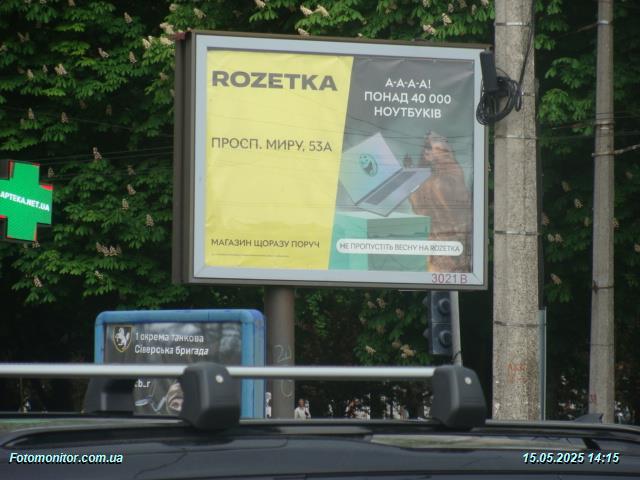 ROZETKA
А-А-А-А!
ПОНАД 40 000
НОУТБУКІВ
ПРОСП. МИРУ, 53А
МАГАЗИН ЩОРАЗУ ПОРУЧ
НЕ ПРОПУСТІТЬ ВЕСНУ НА ROZETKA
3021В
APTEKA.NET.UA
1 окрема танкова
Сіверська бригада
Fotomonitor.com.ua
15.05.2025 14:15